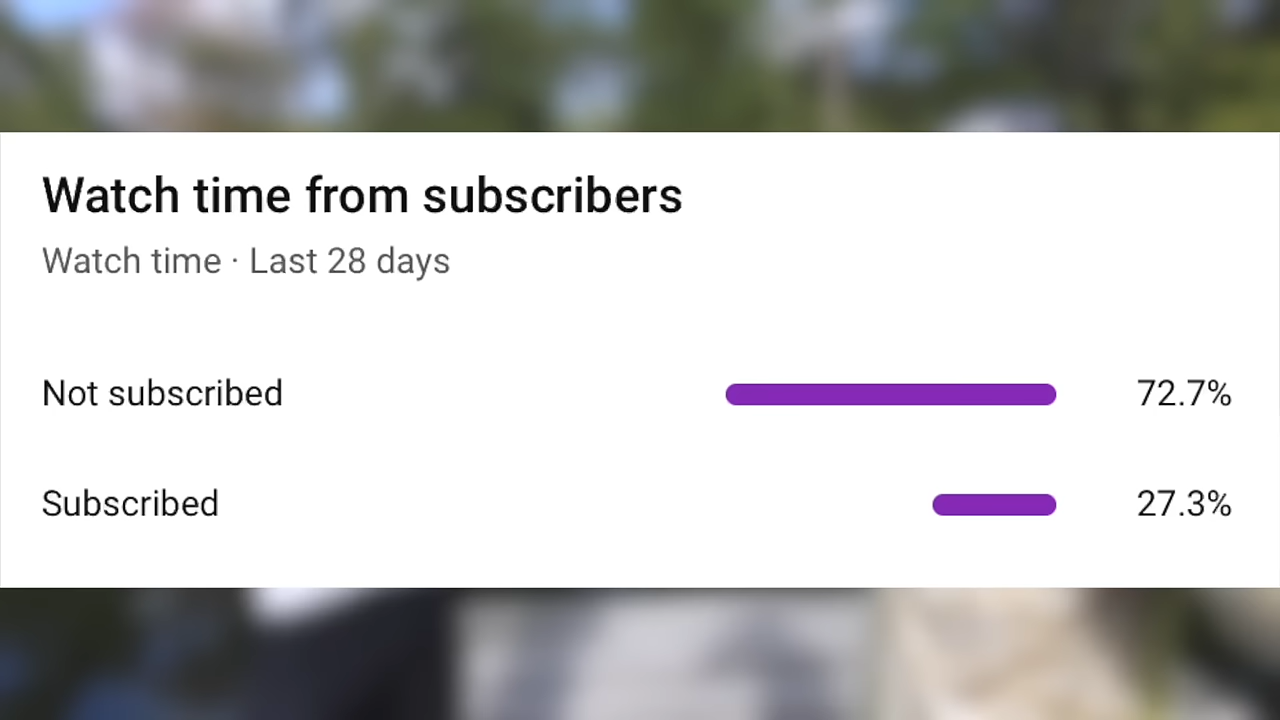 Watch time from subscribers
Watch time · Last 28 days
Not subscribed 72.7%
Subscribed 27.3%